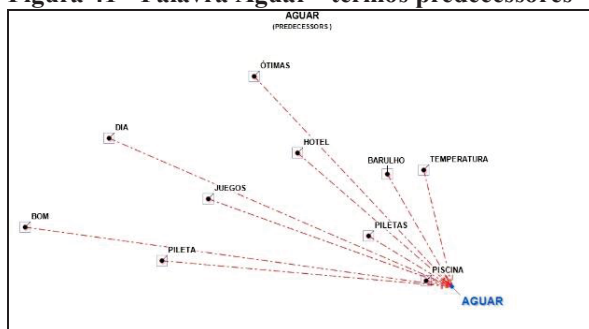 Figura 41 - Palavra Aguar - termos predecessores
AGUAR
(PREDECESSORS)
ÓTIMAS
DIA
HOTEL
BARULHO
TEMPERATURA
JUEGOS
BOM
PILETAS
PILETA
PISCINA
AGUAR